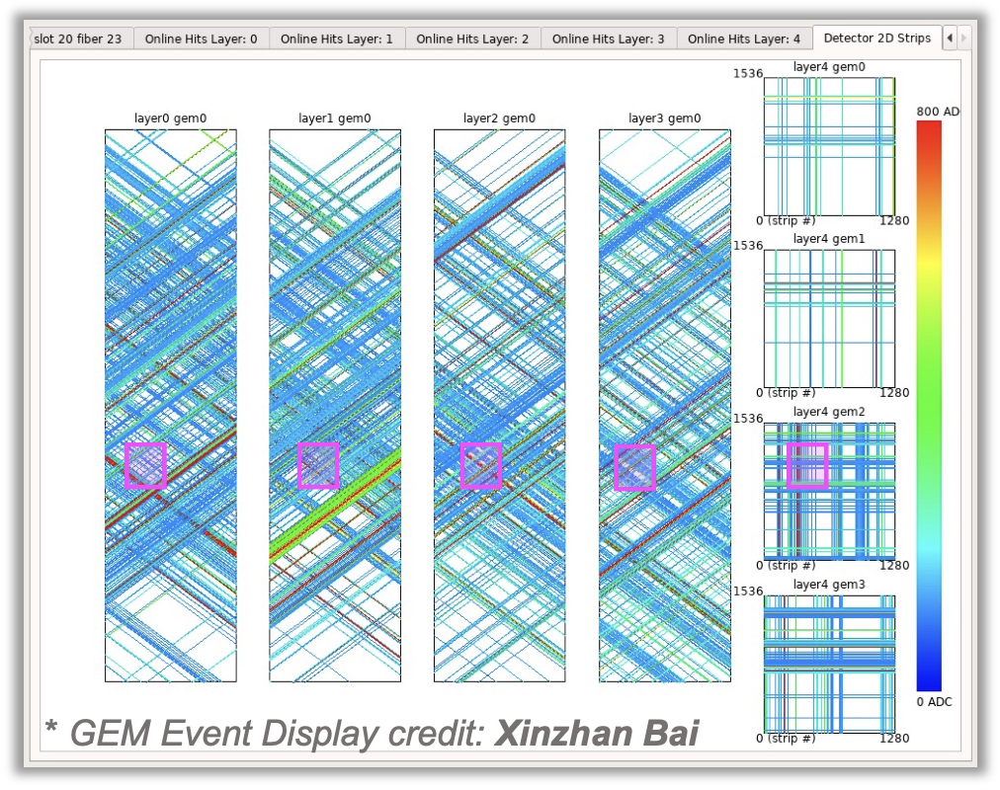 slot 20 fiber 23 Online Hits Layer: 0 Online Hits Layer: 1 Online Hits Layer: 2 Online Hits Layer: 3 Online Hits Layer: 4 Detector 2D Strips
layer0 gem0
layer1 gem0
layer2 gem0
layer3 gem0
layer4 gem0
1536
0 (strip #) 1280
layer4 gem1
1536
0 (strip #) 1280
layer4 gem2
1536
0 (strip #) 1280
layer4 gem3
1536
0 (strip #) 1280
800 AD
0 ADC
* GEM Event Display credit: Xinzhan Bai